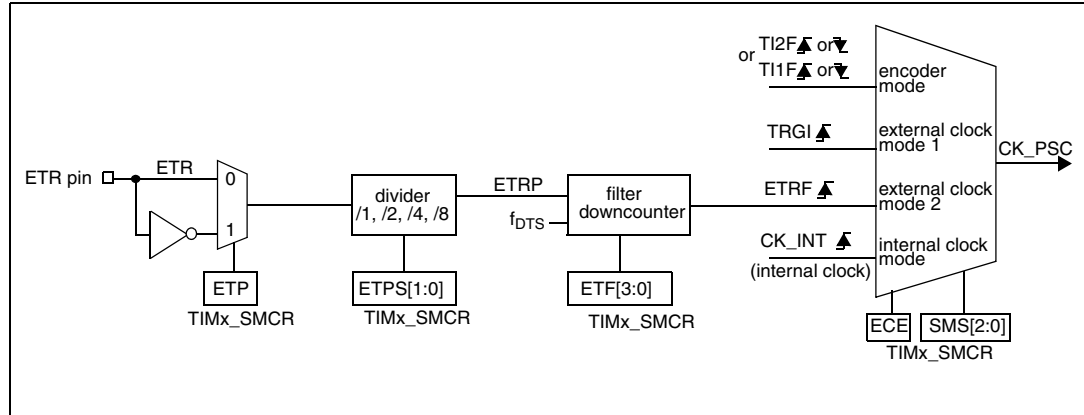 or TI2F or
TI1F or
encoder
mode
TRGI
external clock
mode 1
CK_PSC
ETR pin
ETR
0
1
divider
/1, /2, /4, /8
ETRP
fDTS
filter
downcounter
ETRF
external clock
mode 2
CK_INT
(internal clock)
internal clock
mode
ETP
TIMx_SMCR
ETPS[1:0]
TIMx_SMCR
ETF[3:0]
TIMx_SMCR
ECE
SMS[2:0]
TIMx_SMCR